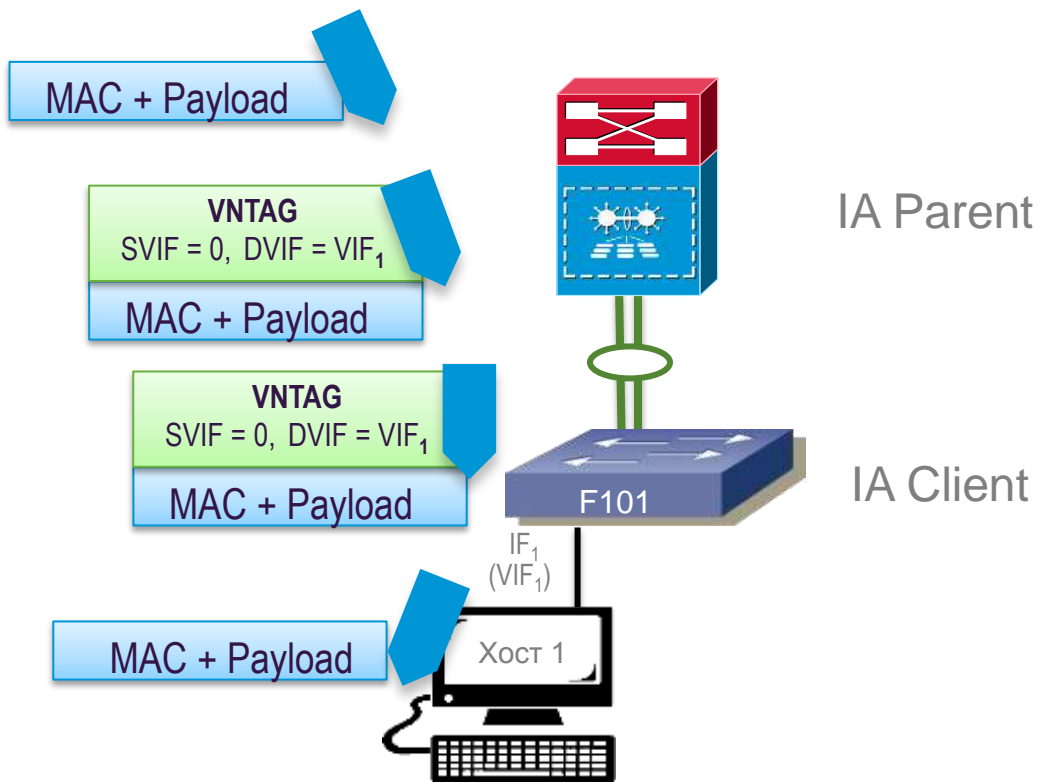 MAC + Payload
VNTAG
SVIF = 0, DVIF = VIF₁
MAC + Payload
IA Parent
VNTAG
SVIF = 0, DVIF = VIF₁
MAC + Payload
F101
IA Client
IF₁
(VIF₁)
MAC + Payload
Хост 1